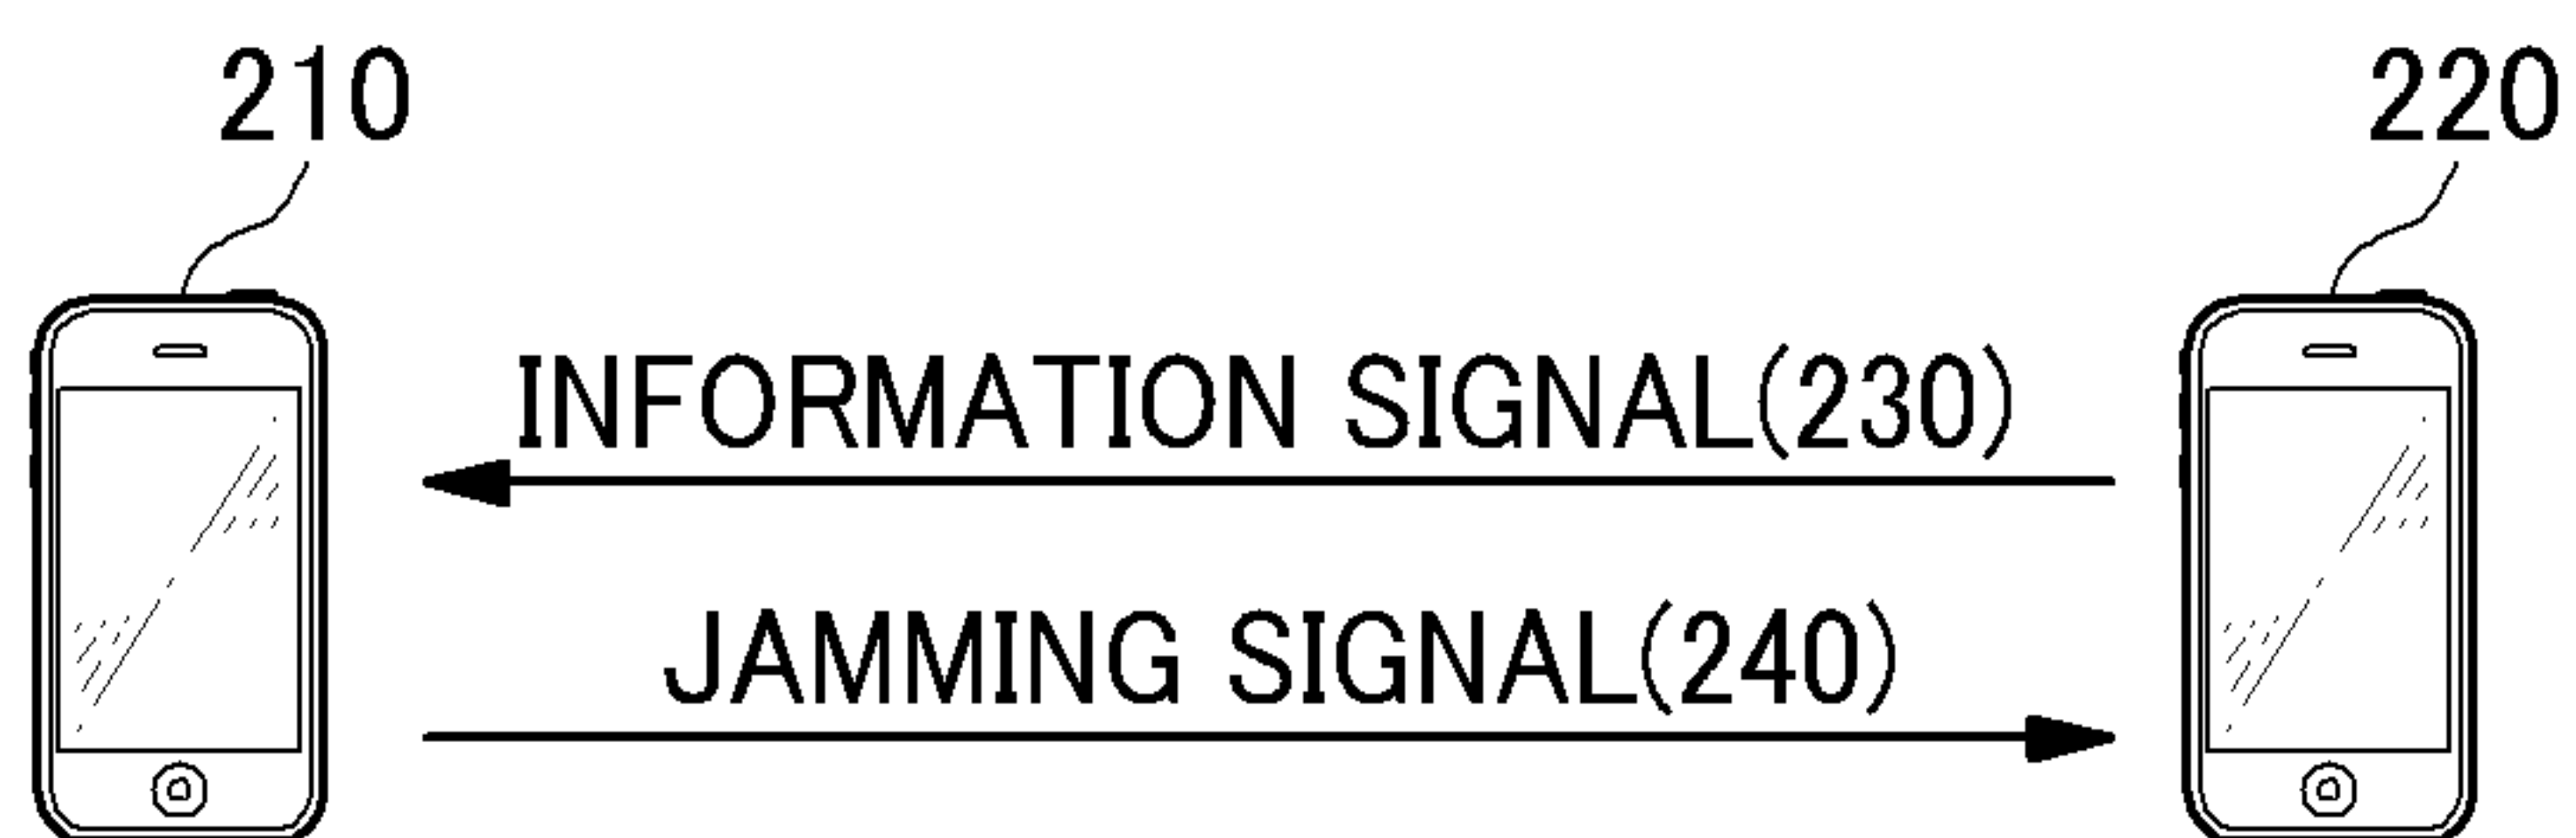 210
220
INFORMATION SIGNAL(230)
JAMMING SIGNAL(240)